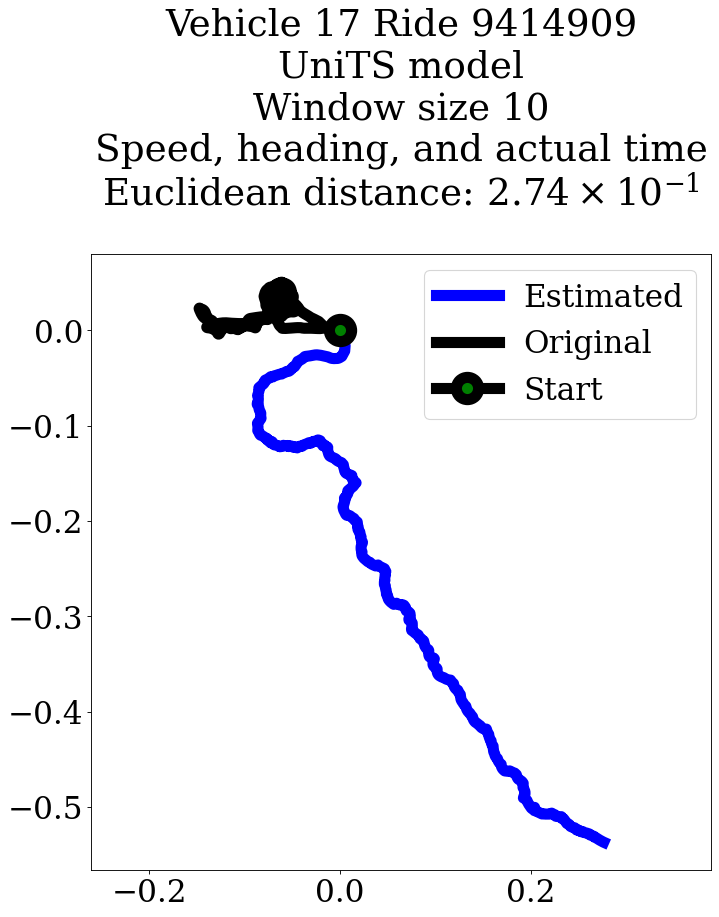 Vehicle 17 Ride 9414909
UniTS model
Window size 10
Speed, heading, and actual time
Euclidean distance: 2.74 × 10⁻¹
Estimated
Original
Start
0.0
−0.1
−0.2
−0.3
−0.4
−0.5
−0.2 0.0 0.2